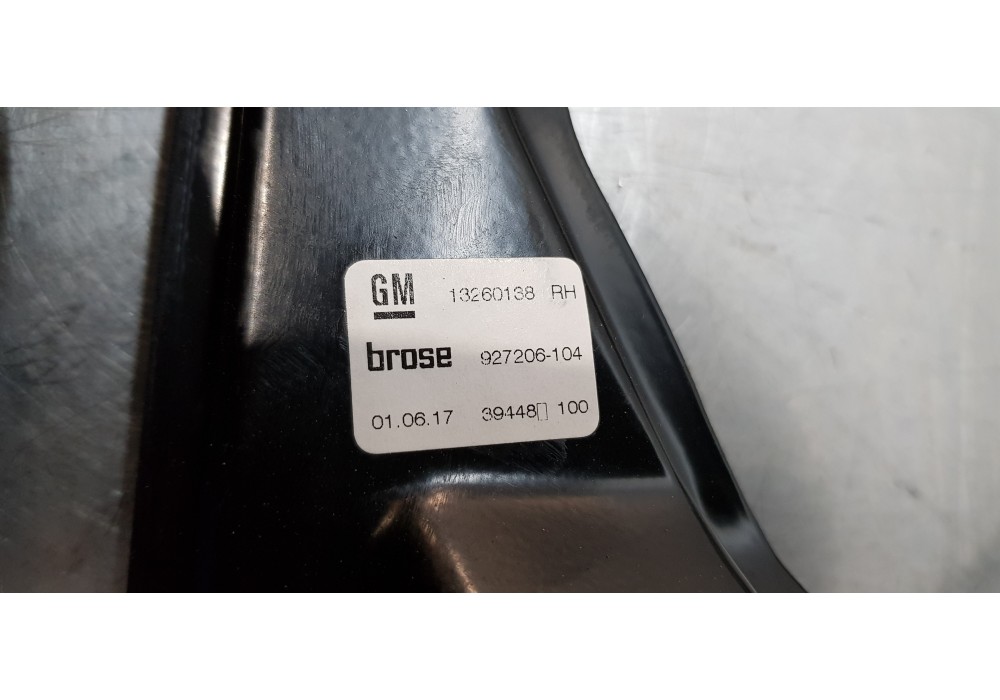 GM 13260138 RH
brose 927206-104
01.06.17 39448▯ 100